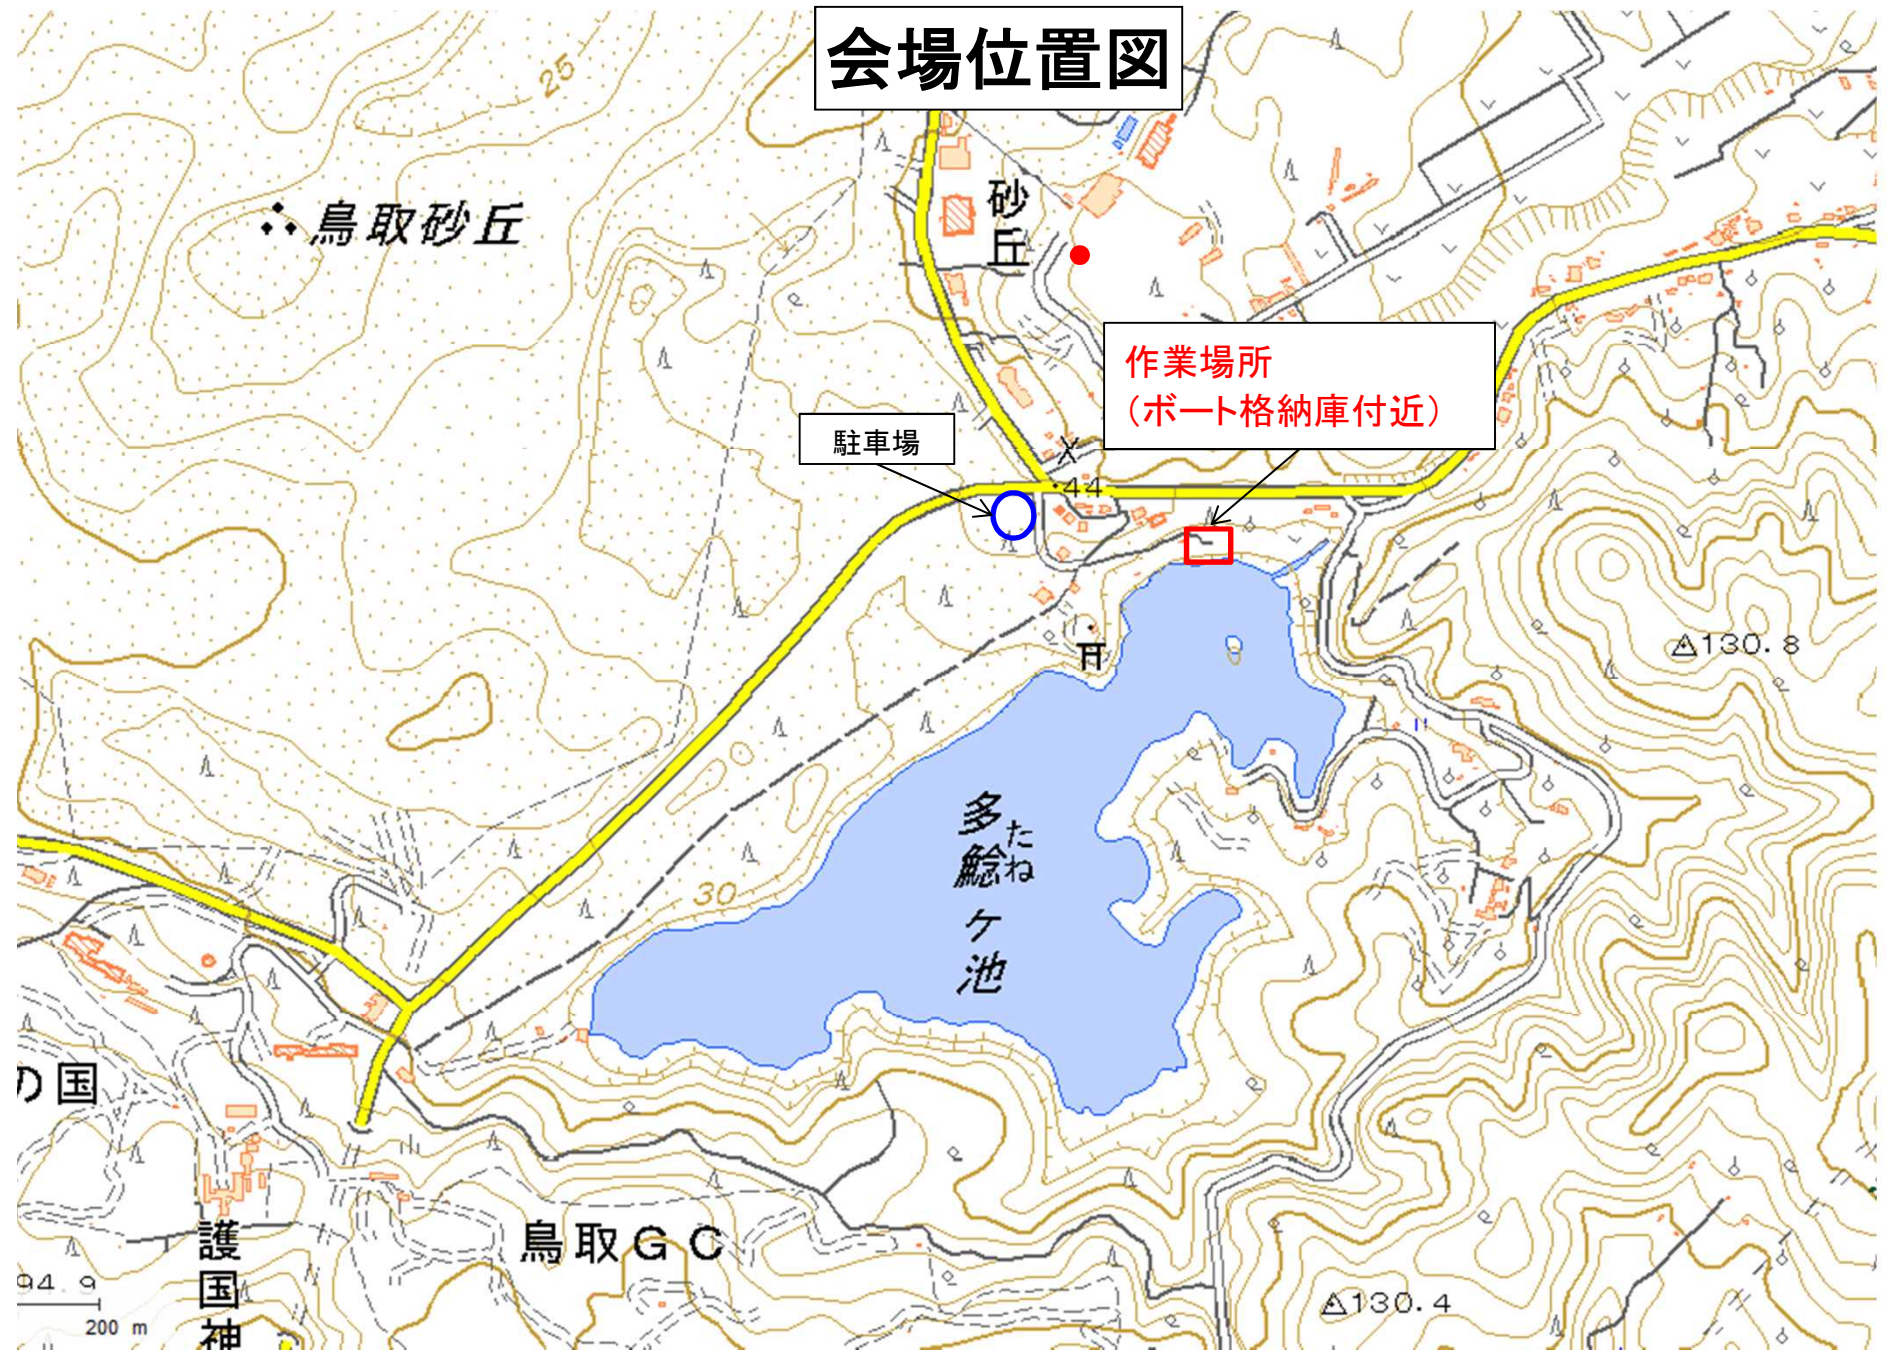 会場位置図
25
鳥取砂丘
砂丘
作業場所
（ボート格納庫付近）
駐車場
X
44
130.8
多鯰ヶ池
たね
30
の国
鳥取GC
護国神
94.9
200 m
130.4